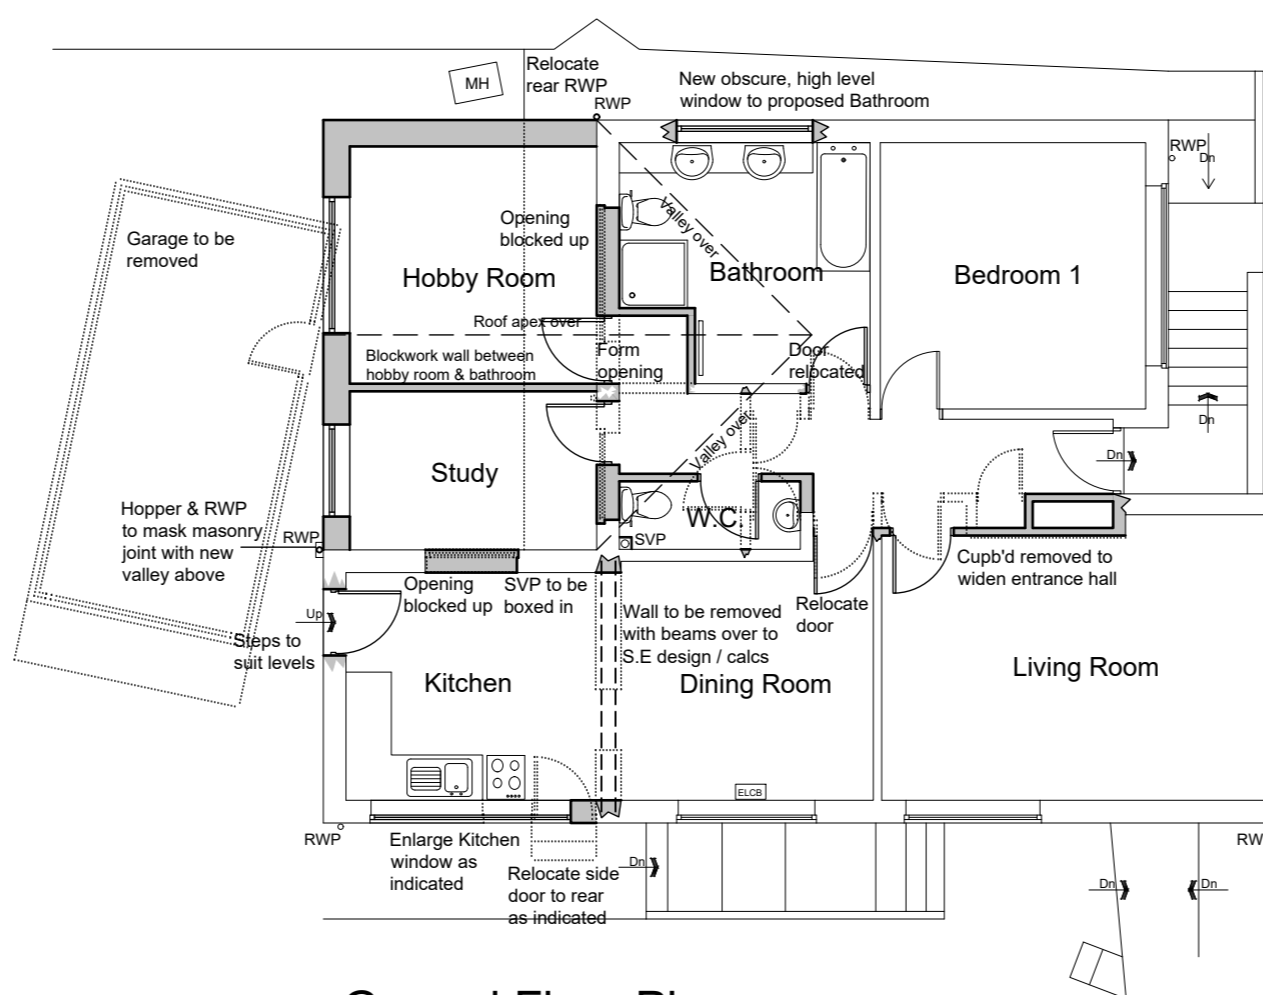 Relocate
rear RWP
MH
RWP
New obscure, high level
window to proposed Bathroom
RWP
Dn
Garage to be
removed
Opening
blocked up
Valley over
Hobby Room
Bathroom
Bedroom 1
Roof apex over
Blockwork wall between
hobby room & bathroom
Form
opening
Door
relocated
Dn
Study
Valley over
Dn
Hopper & RWP
to mask masonry
joint with new
valley above
RWP
W.C
SVP
Opening
blocked up
SVP to be
boxed in
Cupb'd removed to
widen entrance hall
Up
Steps to
suit levels
Wall to be removed
with beams over to
S.E design / calcs
Relocate
door
Kitchen
Dining Room
Living Room
ELCB
RWP
Enlarge Kitchen
window as
indicated
Relocate side
door to rear
as indicated
Dn
Dn
Dn
RW